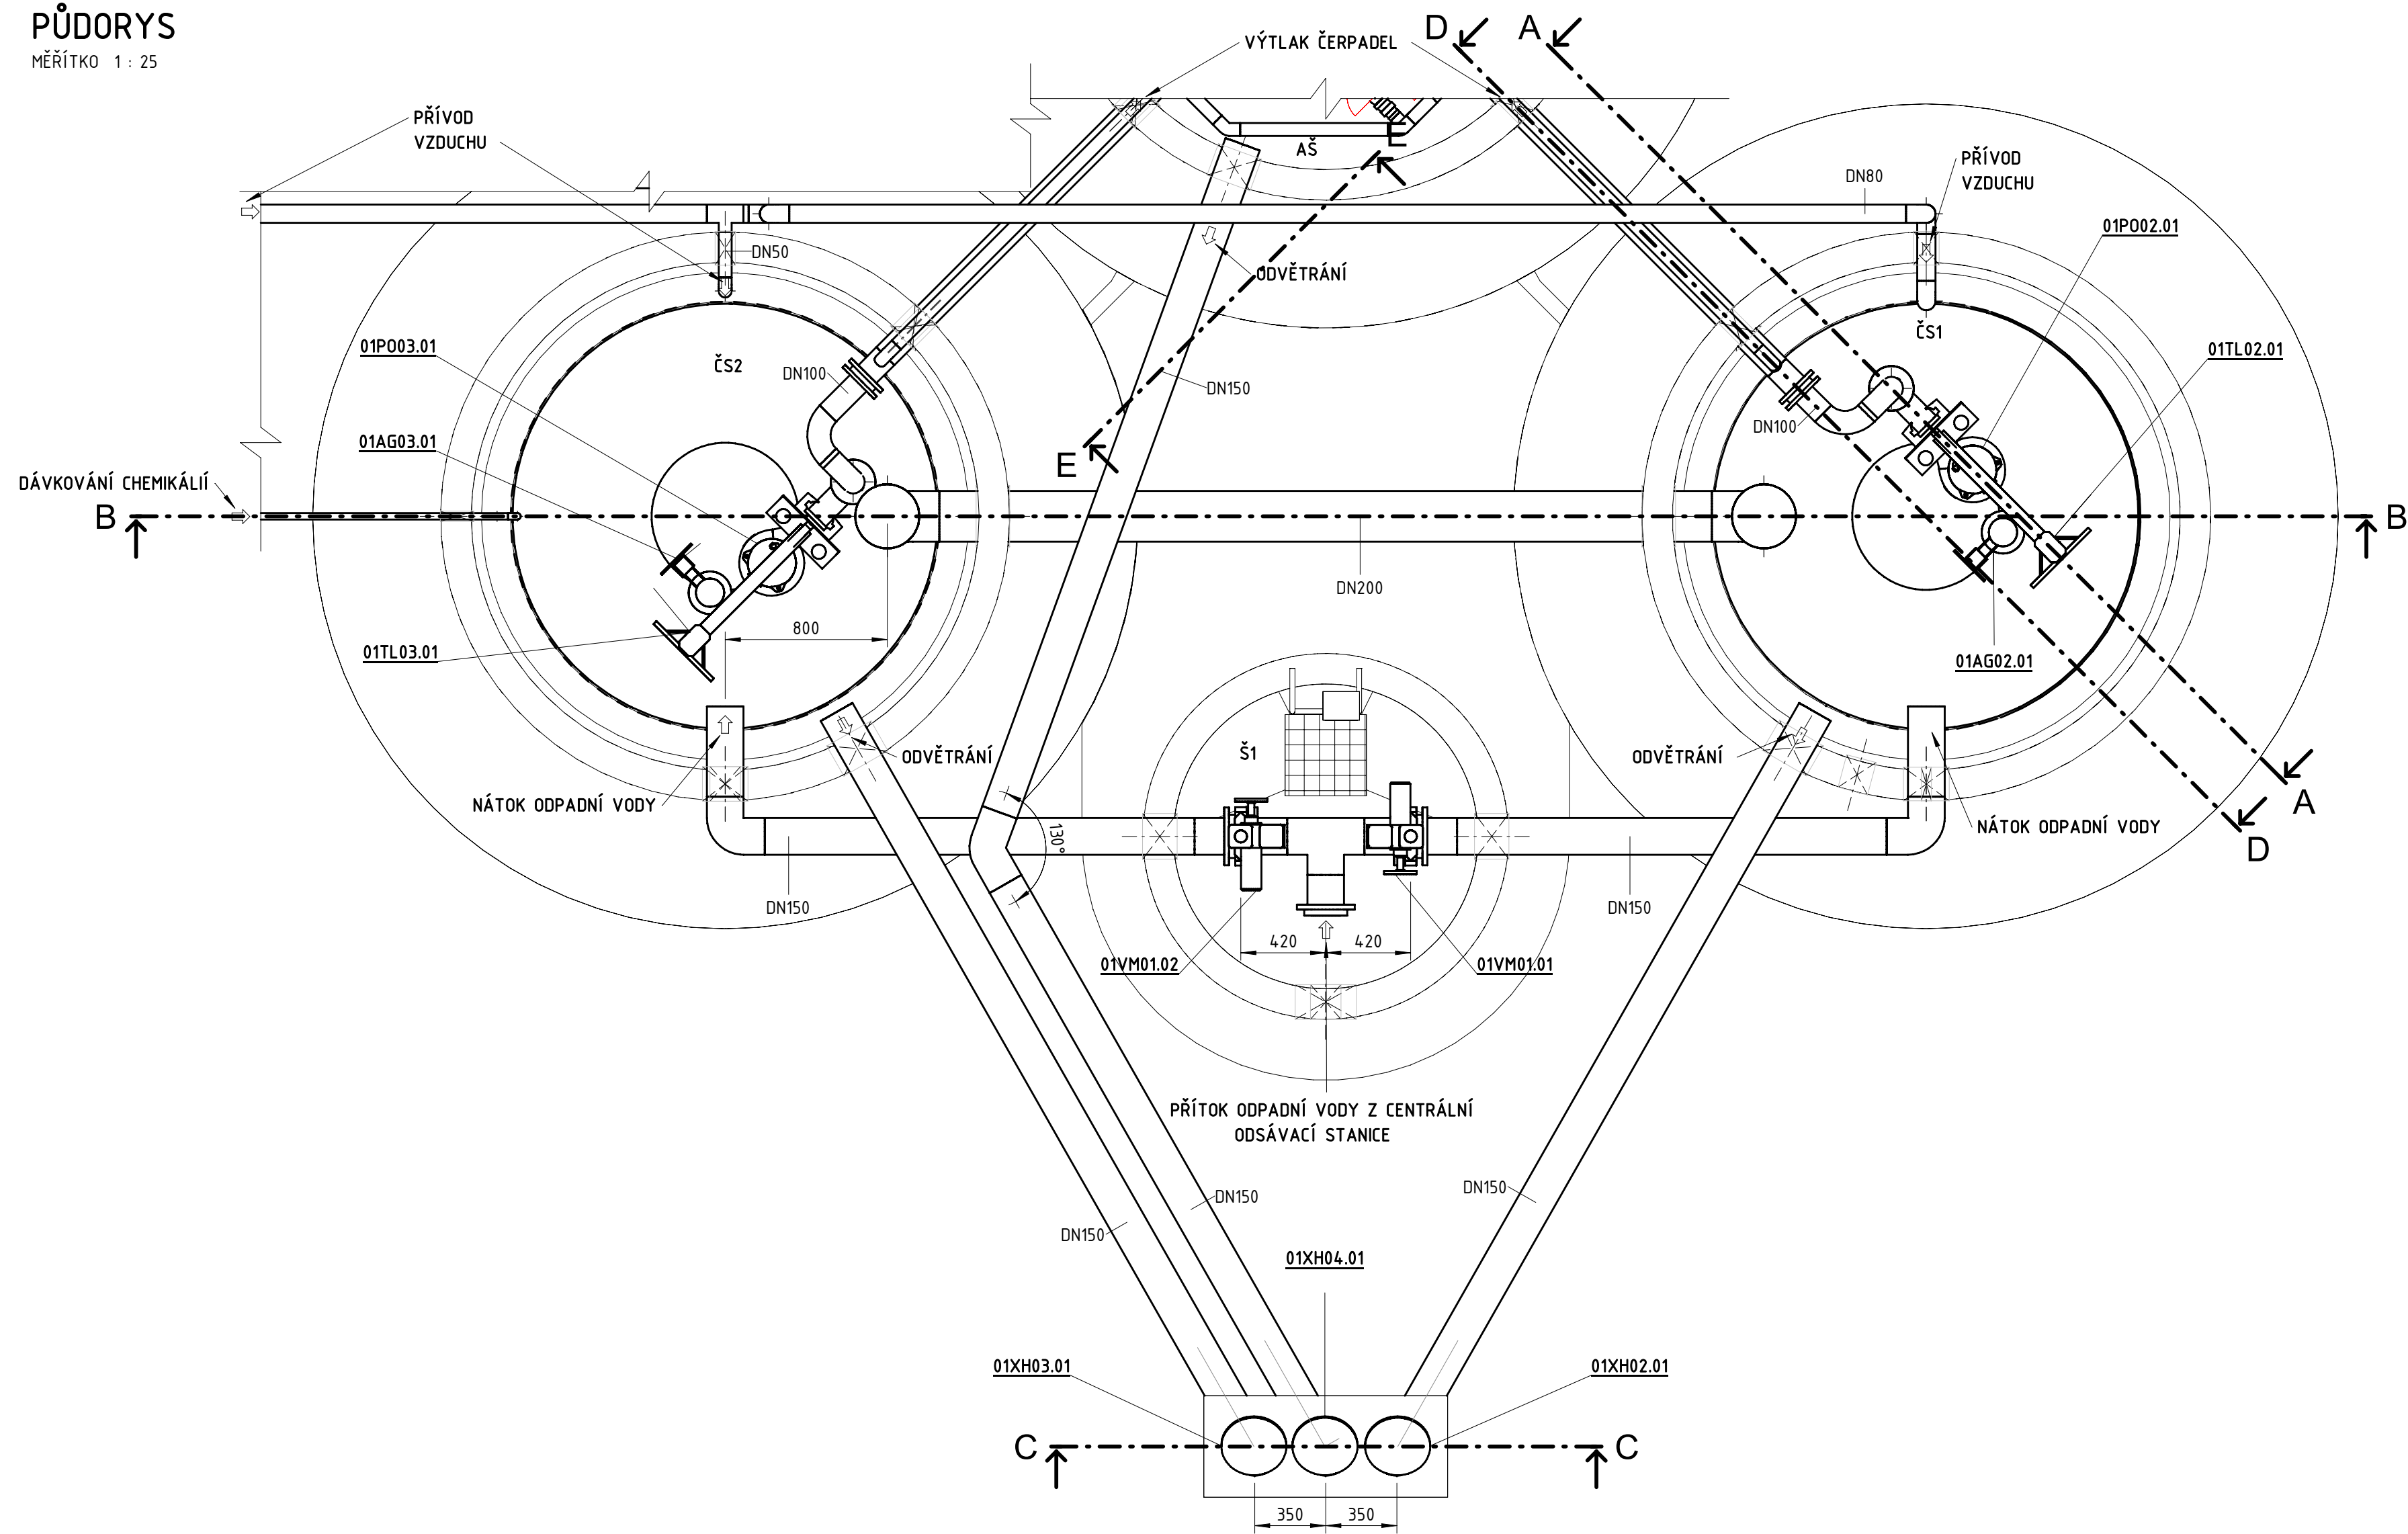 PŮDORYS
MĚŘÍTKO 1 : 25
VÝTLAK ČERPADEL
D
A
PŘÍVOD
VZDUCHU
AŠ
E
PŘÍVOD
VZDUCHU
DN80
01PO02.01
DN50
ODVĚTRÁNÍ
ČS1
01PO03.01
ČS2
DN100
01TL02.01
DN150
DN100
01AG03.01
E
DÁVKOVÁNÍ CHEMIKÁLIÍ
B
B
DN200
800
01TL03.01
01AG02.01
Š1
ODVĚTRÁNÍ
ODVĚTRÁNÍ
NÁTOK ODPADNÍ VODY
A
NÁTOK ODPADNÍ VODY
130°
D
DN150
DN150
420
420
01VM01.02
01VM01.01
PŘÍTOK ODPADNÍ VODY Z CENTRÁLNÍ
ODSÁVACÍ STANICE
DN150
DN150
DN150
01XH04.01
01XH03.01
01XH02.01
C
C
350
350